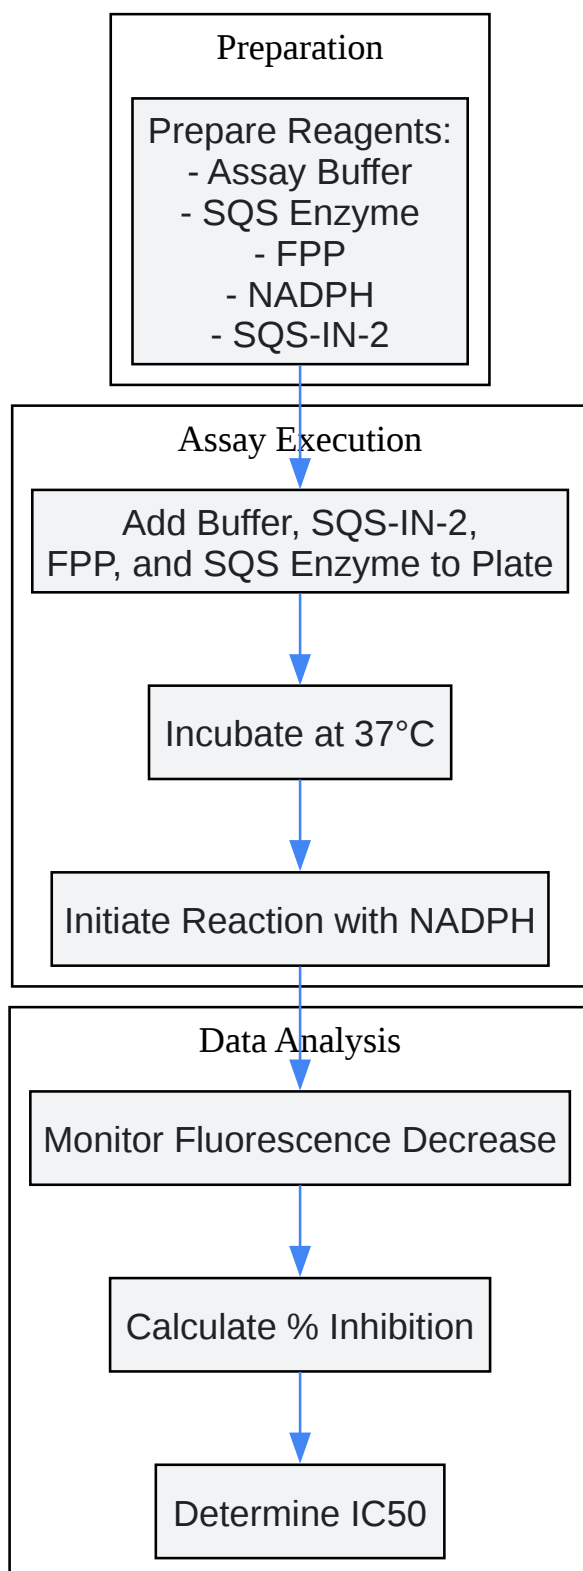 Preparation
Prepare Reagents:
- Assay Buffer
- SQS Enzyme
- FPP
- NADPH
- SQS-IN-2
Assay Execution
Add Buffer, SQS-IN-2,
FPP, and SQS Enzyme to Plate
Incubate at 37°C
Initiate Reaction with NADPH
Data Analysis
Monitor Fluorescence Decrease
Calculate % Inhibition
Determine IC50